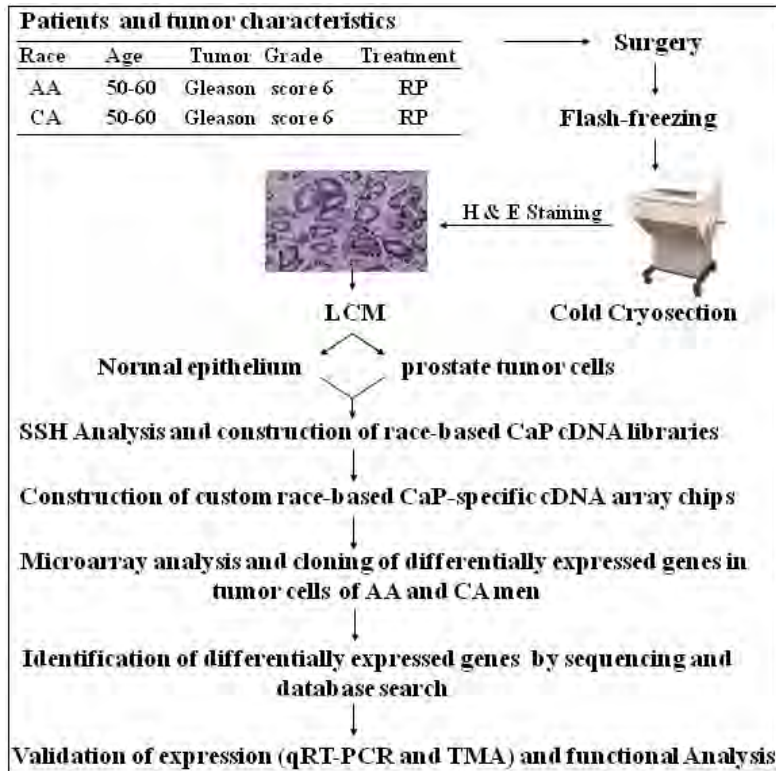 Patients and tumor characteristics
Race Age Tumor Grade Treatment
AA 50-60 Gleason score 6 RP
CA 50-60 Gleason score 6 RP
Surgery
Flash-freezing
H & E Staining
Cold Cryosection
LCM
Normal epithelium prostate tumor cells
SSH Analysis and construction of race-based CaP cDNA libraries
Construction of custom race-based CaP-specific cDNA array chips
Microarray analysis and cloning of differentially expressed genes in
tumor cells of AA and CA men
Identification of differentially expressed genes by sequencing and
database search
Validation of expression (qRT-PCR and TMA) and functional Analysis